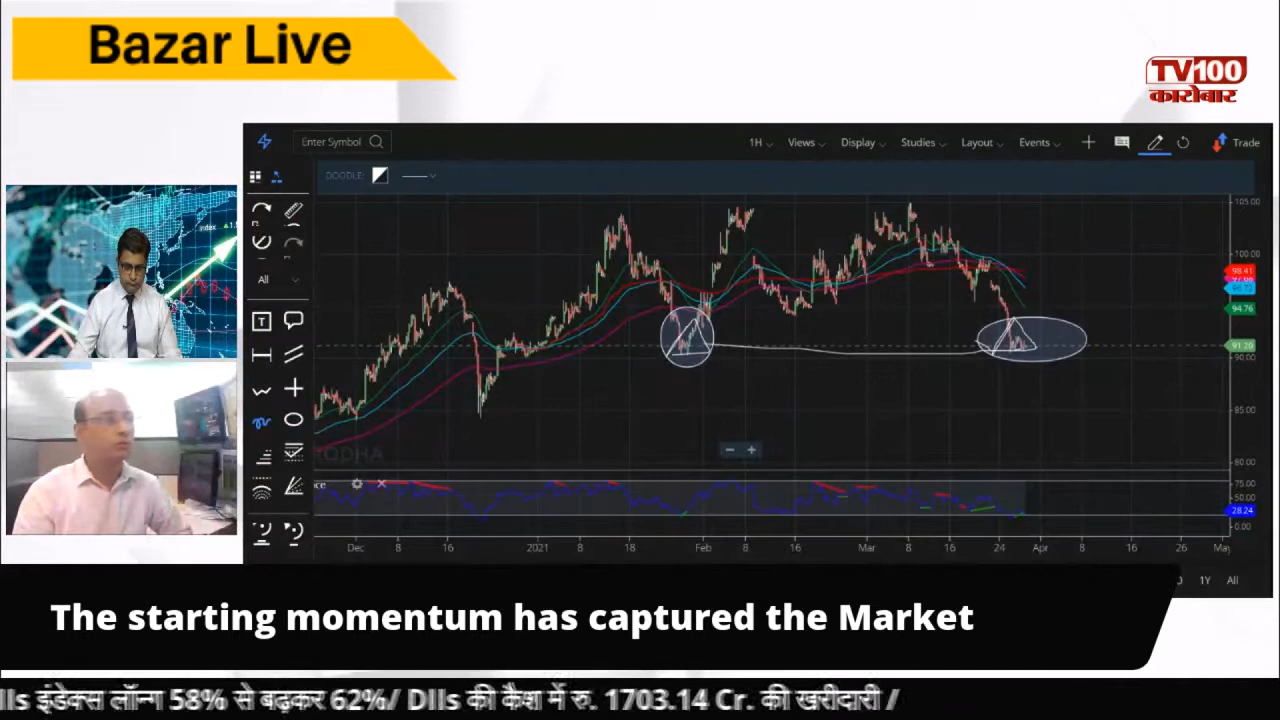 Bazar Live
TV100
कारोबार
Enter Symbol
1H
Views
Display
Studies
Layout
Events
Trade
DOODLE:
All
Index
T
105.00
100.00
98.41
94.76
91.20
90.00
85.00
80.00
75.00
50.00
28.24
0.00
Dec 8 16 2021 8 18 Feb 8 16 Mar 8 16 24 Apr 8 16 26 May
1Y All
The starting momentum has captured the Market
IIs इंडेक्स लॉन्ग 58% से बढ़कर 62%/ DIIs की कैश में रु. 1703.14 Cr. की खरीदारी /